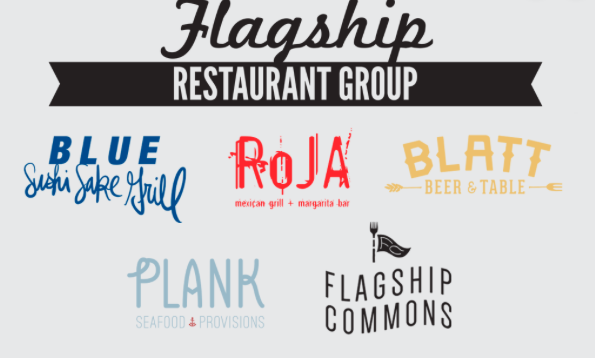 Flagship
RESTAURANT GROUP
BLUE
Sushi Sake Grill
RoJA
mexican grill + margarita bar
BLATT
BEER & TABLE
PLANK
SEAFOOD PROVISIONS
FC
FLAGSHIP
COMMONS